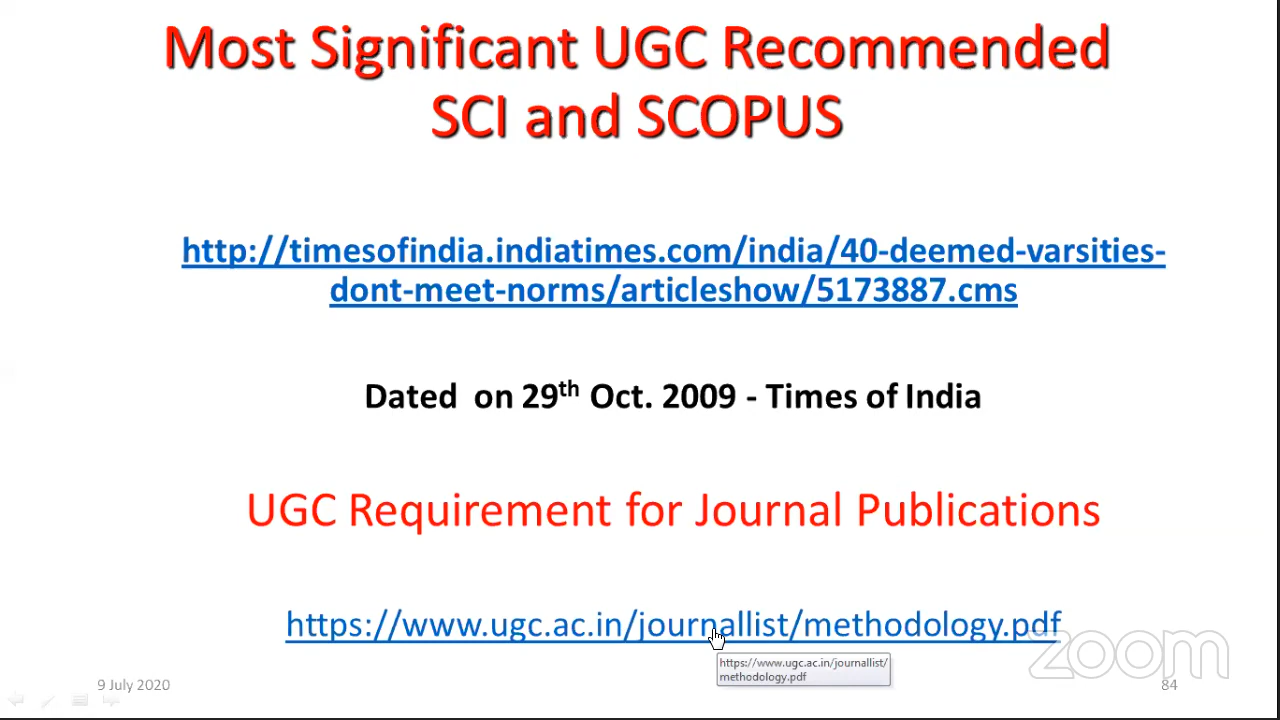 Most Significant UGC Recommended
SCI and SCOPUS
http://timesofindia.indiatimes.com/india/40-deemed-varsities-
dont-meet-norms/articleshow/5173887.cms
Dated on 29th Oct. 2009 - Times of India
UGC Requirement for Journal Publications
https://www.ugc.ac.in/journallist/methodology.pdf
https://www.ugc.ac.in/journallist/
methodology.pdf
zoom
9 July 2020
84